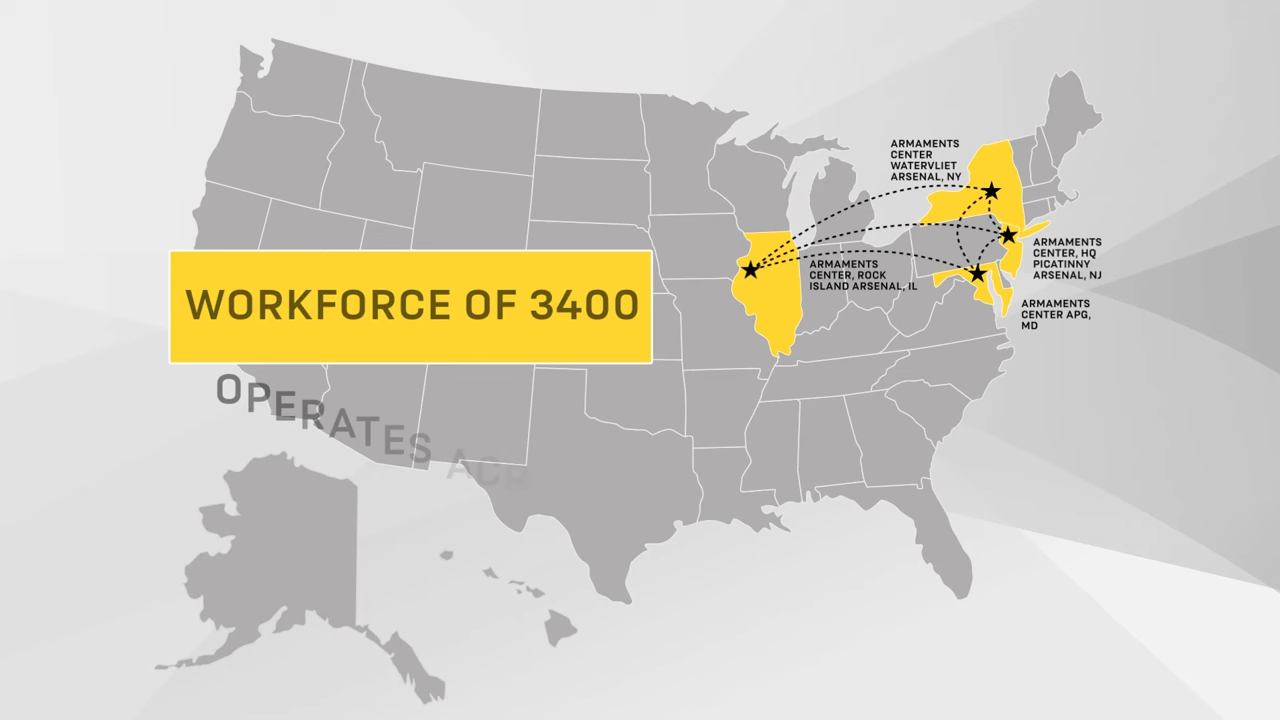 ARMAMENTS
CENTER
WATERVLIET
ARSENAL, NY
ARMAMENTS
CENTER, HQ
PICATINNY
ARSENAL, NJ
ARMAMENTS
CENTER, ROCK
ISLAND ARSENAL, IL
ARMAMENTS
CENTER APG,
MD
WORKFORCE OF 3400
OPERATES